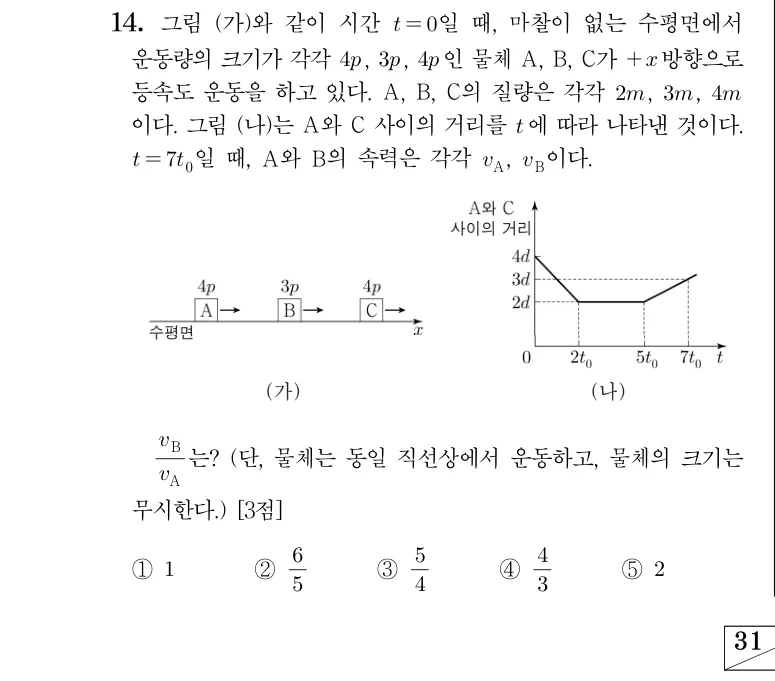 14. 그림 (가)와 같이 시간 t=0일 때, 마찰이 없는 수평면에서
운동량의 크기가 각각 4p, 3p, 4p인 물체 A, B, C가 +x방향으로
등속도 운동을 하고 있다. A, B, C의 질량은 각각 2m, 3m, 4m
이다. 그림 (나)는 A와 C 사이의 거리를 t에 따라 나타낸 것이다.
t=7t₀일 때, A와 B의 속력은 각각 v_A, v_B이다.
4p 3p 4p
A B C
수평면 x
(가)
A와 C
사이의 거리
4d
3d
2d
0 2t₀ 5t₀ 7t₀ t
(나)
v_B/v_A는? (단, 물체는 동일 직선상에서 운동하고, 물체의 크기는
무시한다.) [3점]
① 1 ② 6/5 ③ 5/4 ④ 4/3 ⑤ 2
31